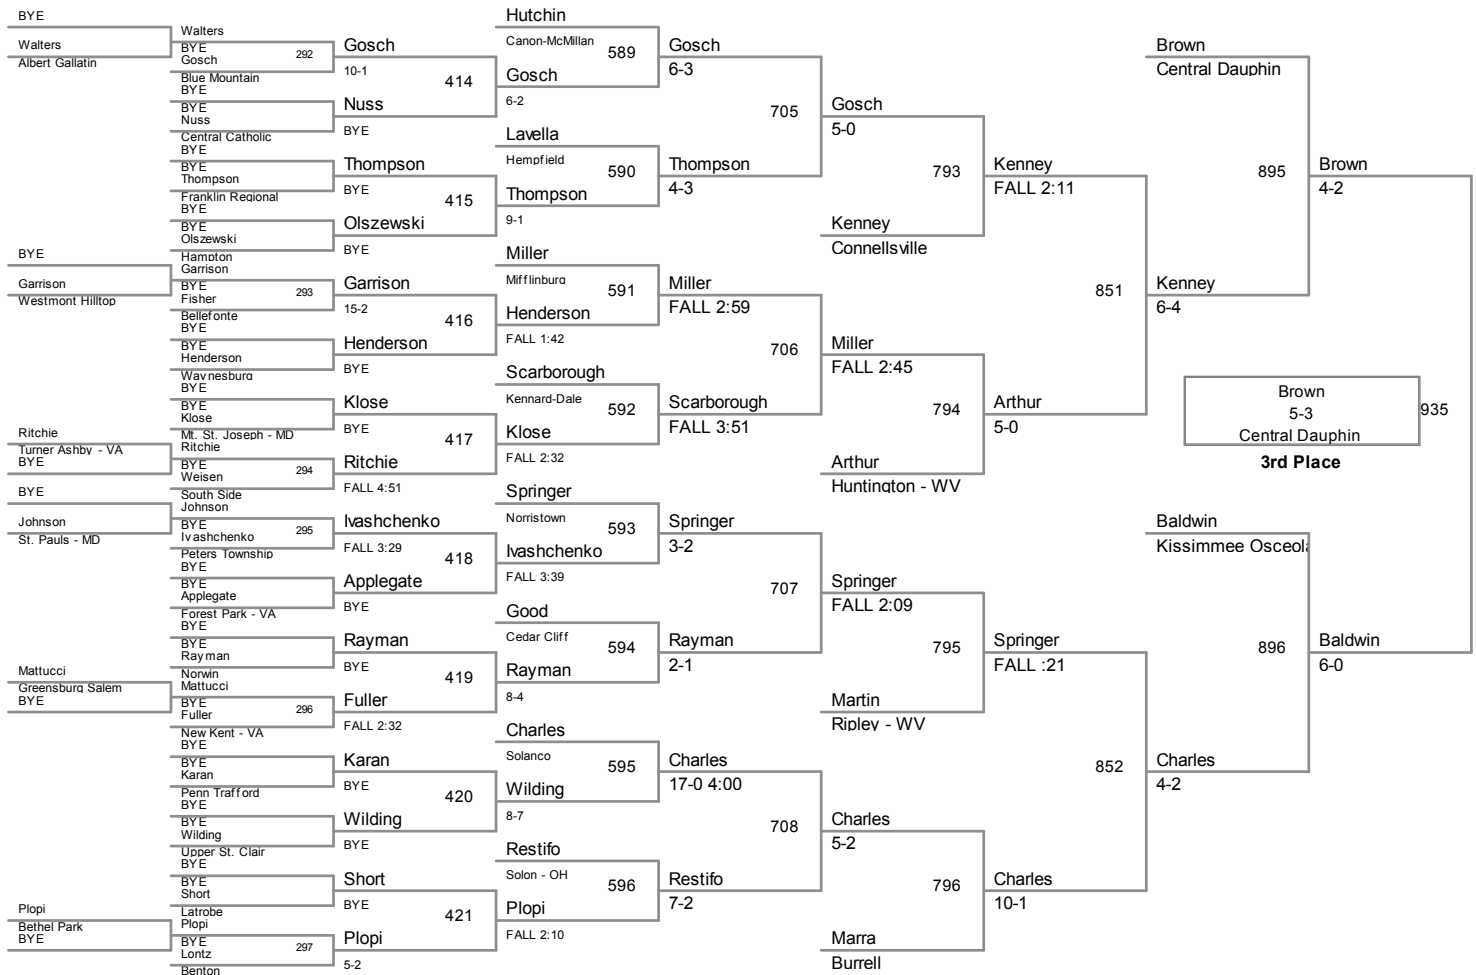 BYE
Walters
Albert Gallatin
BYE
Garrison
Westmont Hilltop
Ritchie
Turner Ashby - VA
BYE
BYE
Johnson
St. Pauls - MD
Mattucci
Greensburg Salem
BYE
Plopi
Bethel Park
BYE
Walters
BYE
292
Gosch
Blue Mountain
BYE
BYE
Nuss
Central Catholic
BYE
BYE
Thompson
Franklin Regional
BYE
BYE
Olszewski
Hampton
Garrison
BYE
293
Fisher
Bellefonte
BYE
BYE
Henderson
Waynesburg
BYE
BYE
Klose
Mt. St. Joseph - MD
Ritchie
BYE
294
Weisen
South Side
Johnson
BYE
295
Ivashchenko
Peters Township
BYE
BYE
Applegate
Forest Park - VA
BYE
BYE
Rayman
Norwin
Mattucci
BYE
296
Fuller
New Kent - VA
BYE
BYE
Karan
Penn Trafford
BYE
BYE
Wilding
Upper St. Clair
BYE
BYE
Short
Latrobe
Plopi
BYE
297
Lontz
Benton
Gosch
10-1
414
Nuss
BYE
Thompson
BYE
415
Olszewski
BYE
Garrison
15-2
416
Henderson
BYE
Klose
BYE
417
Ritchie
FALL 4:51
Ivashchenko
FALL 3:29
418
Applegate
BYE
Rayman
BYE
419
Fuller
FALL 2:32
Karan
BYE
420
Wilding
BYE
Short
BYE
421
Plopi
5-2
Hutchin
Canon-McMillan
589
Gosch
6-2
Lavella
Hempfield
590
Thompson
9-1
Miller
Mifflinburg
591
Henderson
FALL 1:42
Scarborough
Kennard-Dale
592
Klose
FALL 2:32
Springer
Norristown
593
Ivashchenko
FALL 3:39
Good
Cedar Cliff
594
Rayman
8-4
Charles
Solanco
595
Wilding
8-7
Restifo
Solon - OH
596
Plopi
FALL 2:10
Gosch
6-3
705
Thompson
4-3
Miller
FALL 2:59
706
Scarborough
FALL 3:51
Springer
3-2
707
Rayman
2-1
Charles
17-0 4:00
708
Restifo
7-2
Gosch
5-0
793
Kenney
Connellsville
Miller
FALL 2:45
794
Arthur
Huntington - WV
Springer
FALL 2:09
795
Martin
Ripley - WV
Charles
5-2
796
Marra
Burrell
Kenney
FALL 2:11
851
Arthur
5-0
Springer
FALL :21
852
Charles
10-1
Brown
Central Dauphin
895
Kenney
6-4
Baldwin
Kissimmee Osceola
896
Charles
4-2
Brown
4-2
Baldwin
6-0
Brown
5-3
935
Central Dauphin
3rd Place